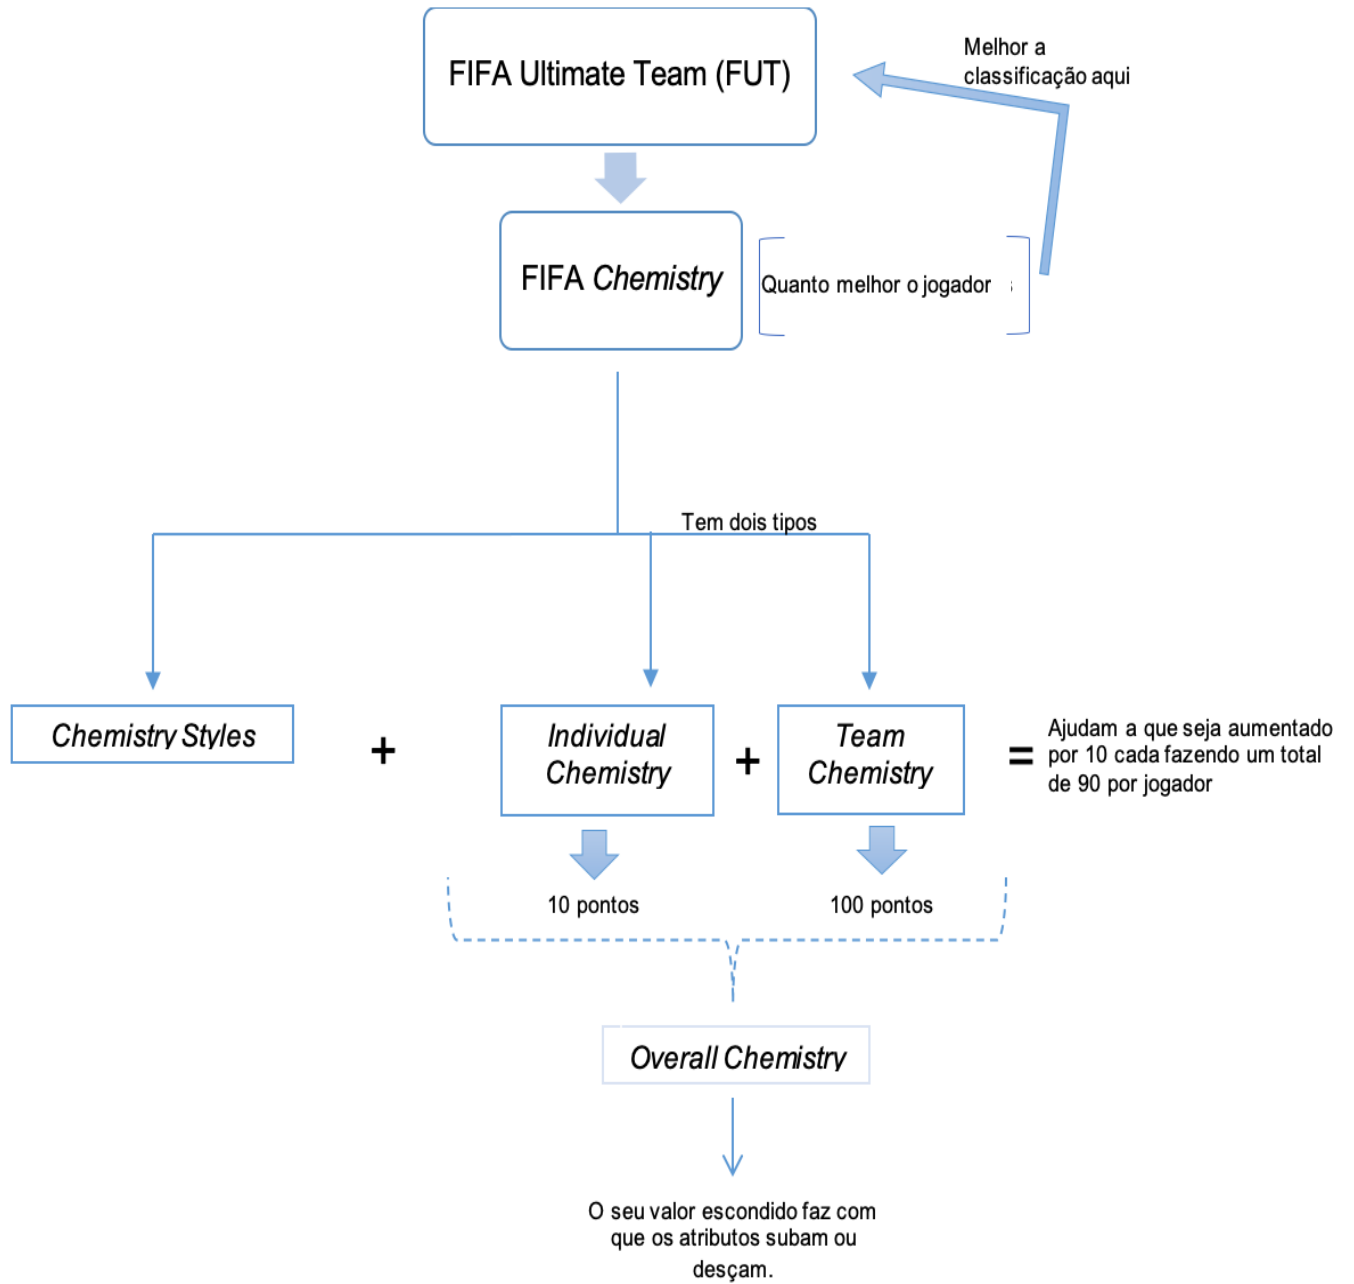 FIFA Ultimate Team (FUT)
Melhor a
classificação aqui
FIFA Chemistry
Quanto melhor o jogador
Tem dois tipos
Chemistry Styles
+
Individual
Chemistry
+
Team
Chemistry
=
Ajudam a que seja aumentado
por 10 cada fazendo um total
de 90 por jogador
10 pontos
100 pontos
Overall Chemistry
O seu valor escondido faz com
que os atributos subam ou
desçam.